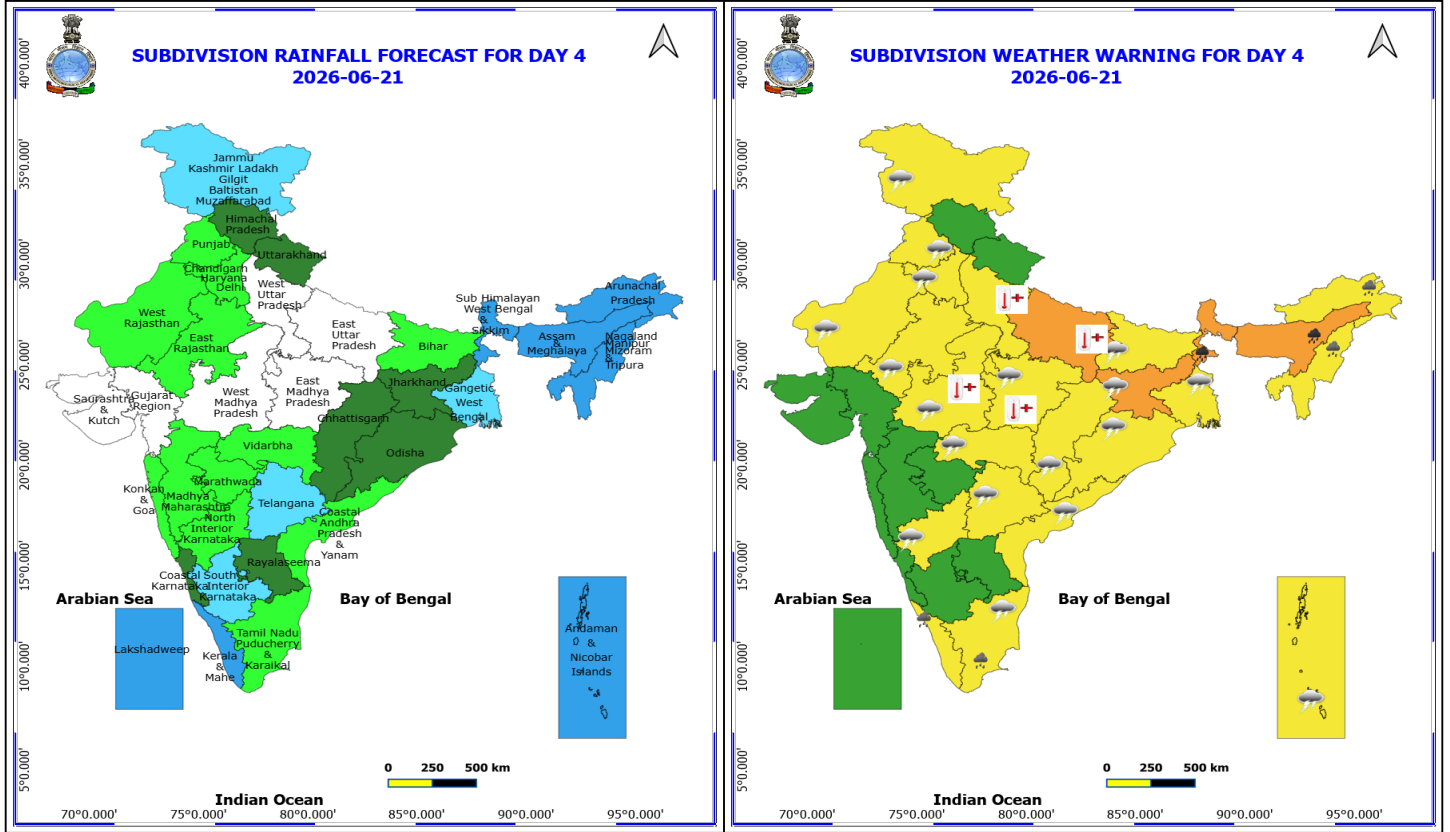 SUBDIVISION RAINFALL FORECAST FOR DAY 4
2026-06-21
40°0.000'
35°0.000'
30°0.000'
25°0.000'
20°0.000'
15°0.000'
10°0.000'
5°0.000'
Jammu
Kashmir Ladakh
Gilgit
Baltistan
Muzaffarabad
Himachal
Pradesh
Punjab
Uttarakhand
Chandigarh
Haryana
Delhi
West
Uttar
Pradesh
Arunachal
Pradesh
Sub Himalayan
West Bengal
&
Sikkim
West
Rajasthan
East
Uttar
Pradesh
Assam
&
Meghalaya
Nagaland
Manipur
Mizoram
&
Tripura
East
Rajasthan
Bihar
Jharkhand
Gangetic
West
Bengal
East
Madhya
Pradesh
West
Madhya
Pradesh
Gujarat
Region
Saurashtra
&
Kutch
Chhattisgarh
Vidarbha
Odisha
Marathwada
Konkan
&
Goa
Madhya
Maharashtra
Telangana
North
Interior
Karnataka
Coastal
Andhra
Pradesh
&
Yanam
Rayalaseema
Coastal
Karnataka
South
Interior
Karnataka
Arabian Sea
Bay of Bengal
Lakshadweep
Tamil Nadu
Puducherry
&
Karaikal
Kerala
&
Mahe
Andaman
&
Nicobar
Islands
0 250 500 km
Indian Ocean
70°0.000' 75°0.000' 80°0.000' 85°0.000' 90°0.000' 95°0.000'
SUBDIVISION WEATHER WARNING FOR DAY 4
2026-06-21
40°0.000'
35°0.000'
30°0.000'
25°0.000'
20°0.000'
15°0.000'
10°0.000'
5°0.000'
Arabian Sea
Bay of Bengal
0 250 500 km
Indian Ocean
70°0.000' 75°0.000' 80°0.000' 85°0.000' 90°0.000' 95°0.000'